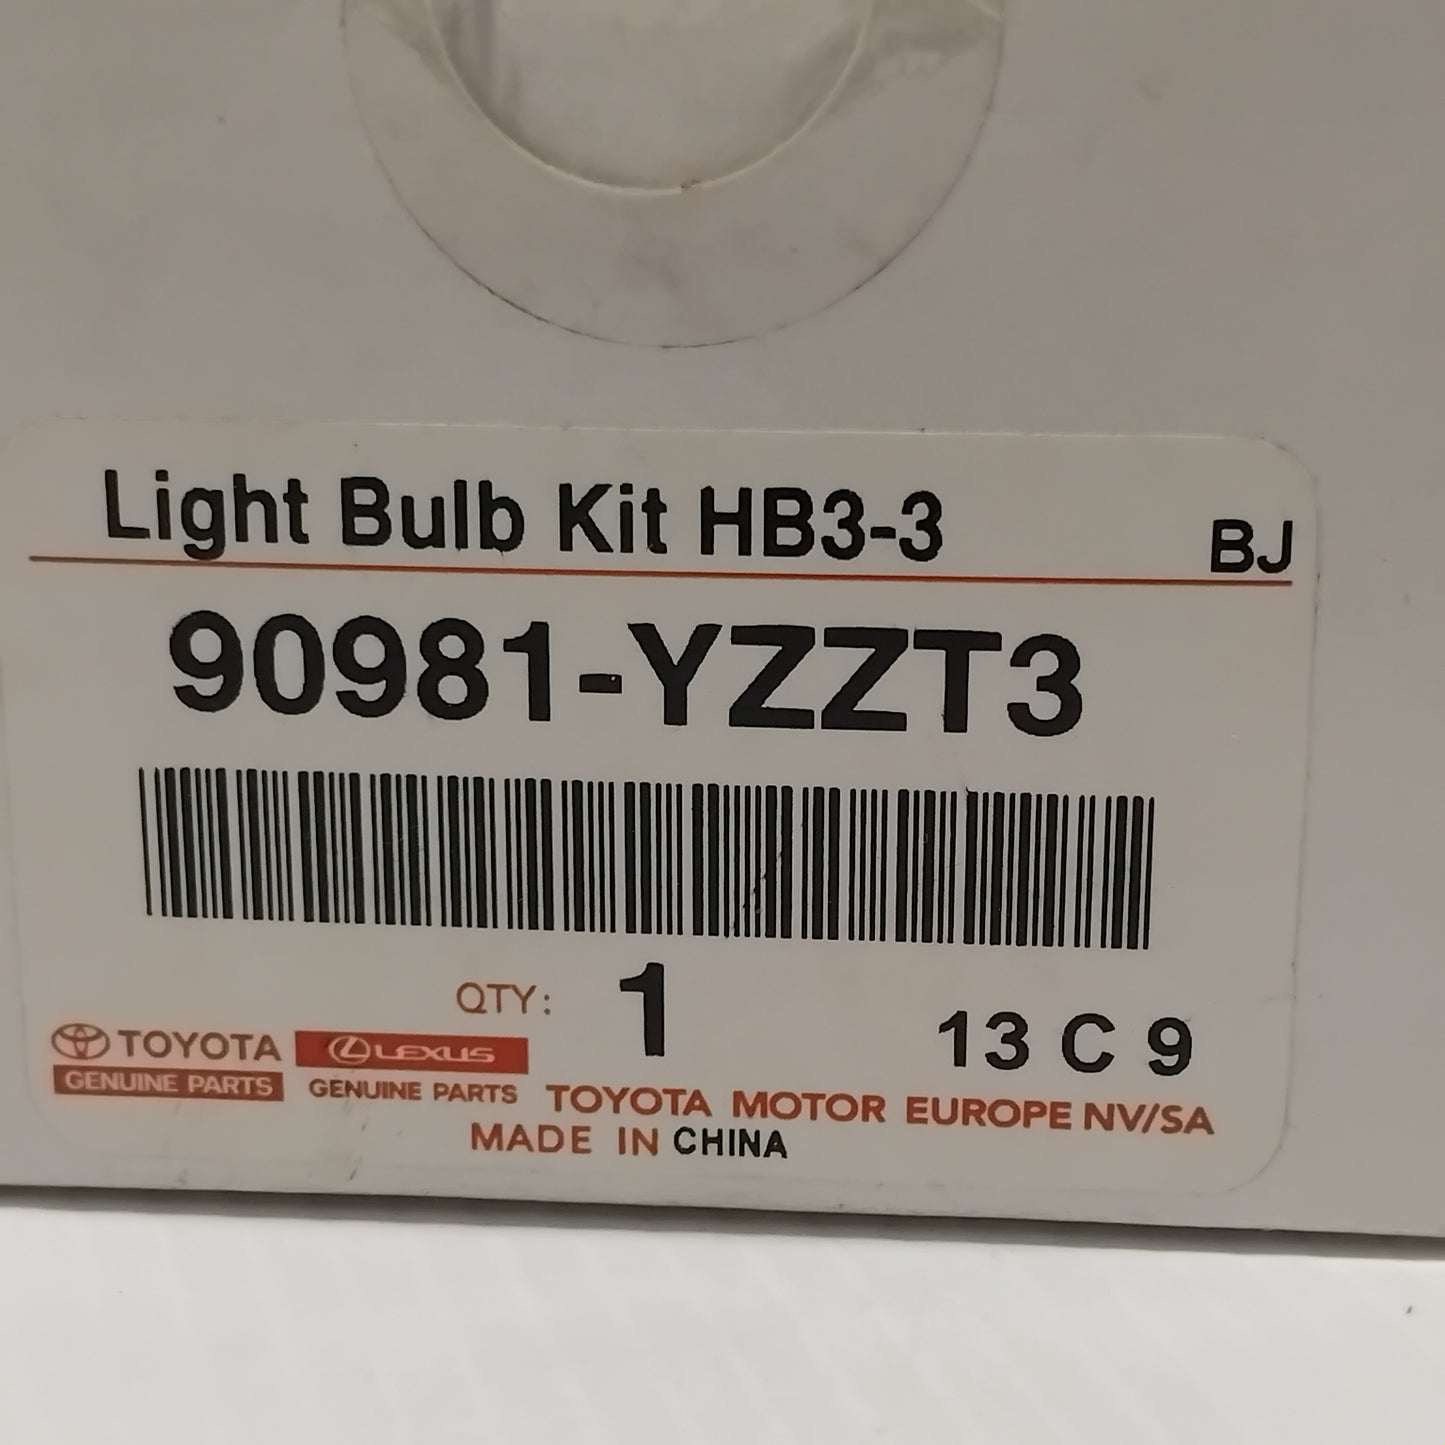 Light Bulb Kit HB3-3 BJ
90981-YZZT3
QTY: 1 13 C 9
TOYOTA LEXUS
GENUINE PARTS GENUINE PARTS TOYOTA MOTOR EUROPE NV/SA
MADE IN CHINA